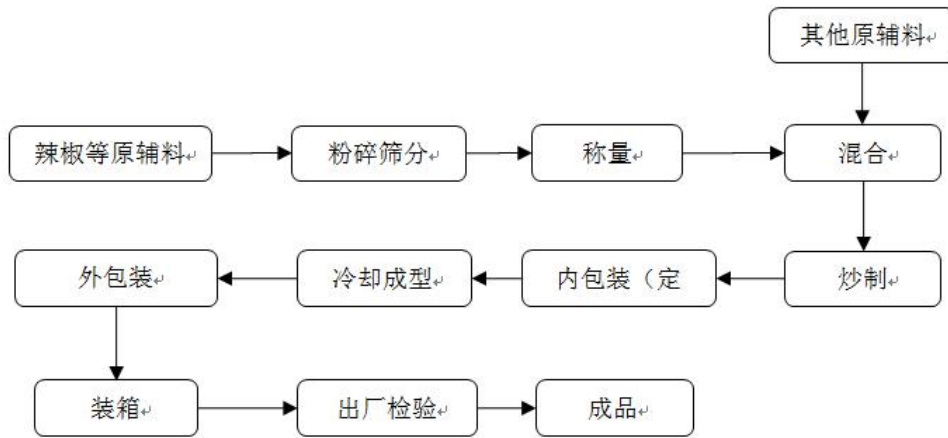 其他原辅料
辣椒等原辅料
粉碎筛分
称量
混合
外包装
冷却成型
内包装（定
炒制
装箱
出厂检验
成品